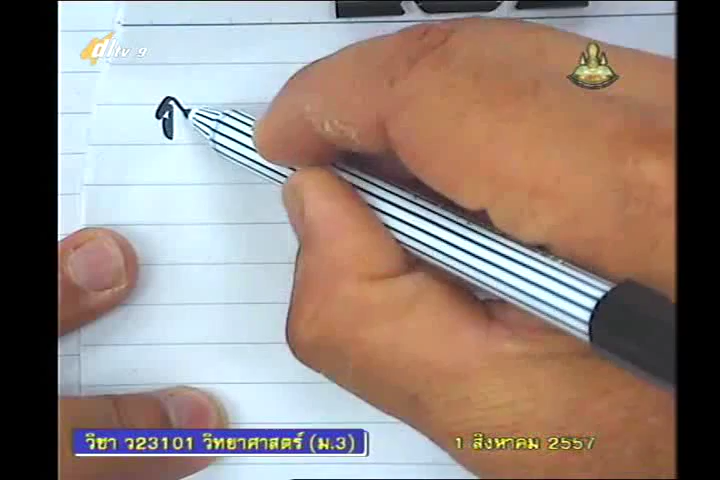 dltv 9
วิชา ว23101 วิทยาศาสตร์ (ม.3)
1 สิงหาคม 2557